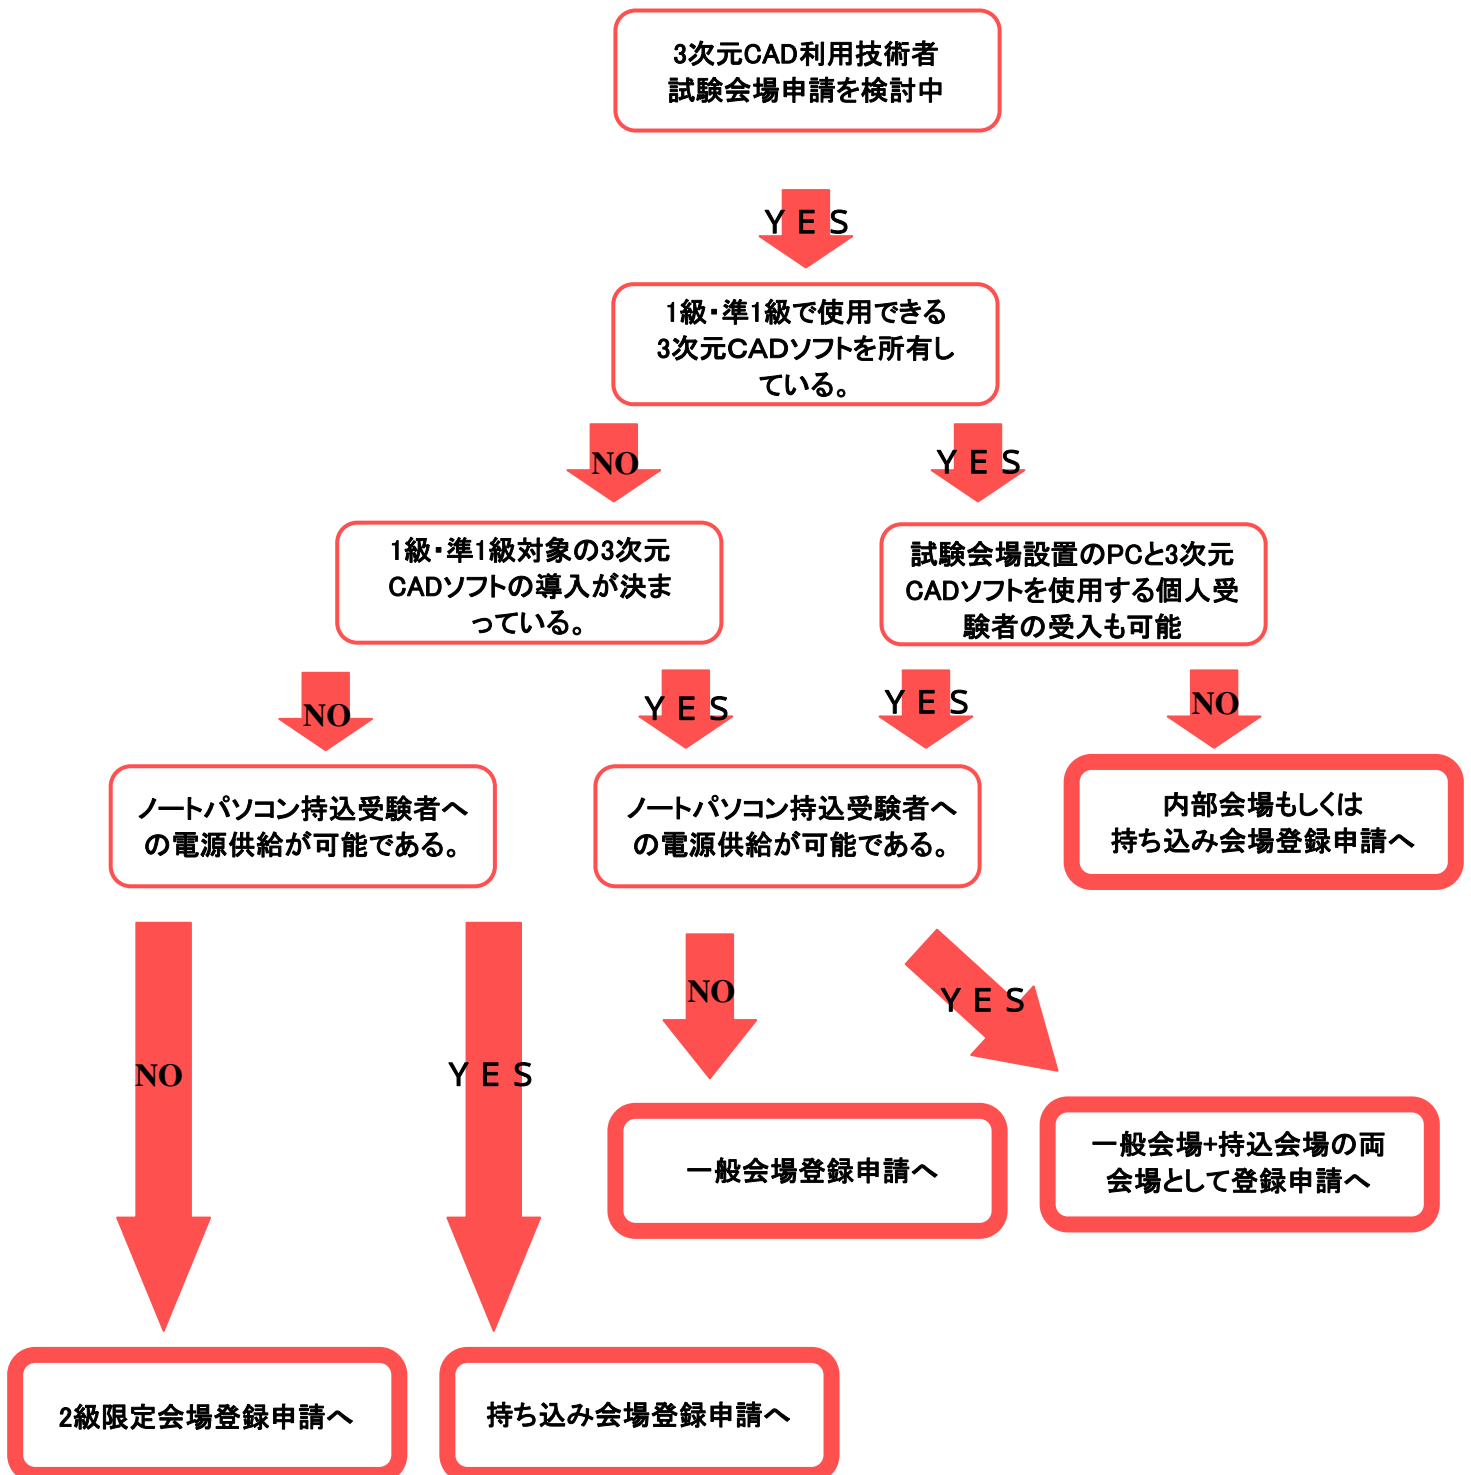 3次元CAD利用技術者
試験会場申請を検討中
ＹＥＳ
1級・準1級で使用できる
3次元CADソフトを所有し
ている。
NO
ＹＥＳ
1級・準1級対象の3次元
CADソフトの導入が決ま
っている。
試験会場設置のPCと3次元
CADソフトを使用する個人受
験者の受入も可能
NO
ＹＥＳ
ＹＥＳ
NO
ノートパソコン持込受験者へ
の電源供給が可能である。
ノートパソコン持込受験者へ
の電源供給が可能である。
内部会場もしくは
持ち込み会場登録申請へ
NO
ＹＥＳ
NO
ＹＥＳ
一般会場登録申請へ
一般会場+持込会場の両
会場として登録申請へ
2級限定会場登録申請へ
持ち込み会場登録申請へ